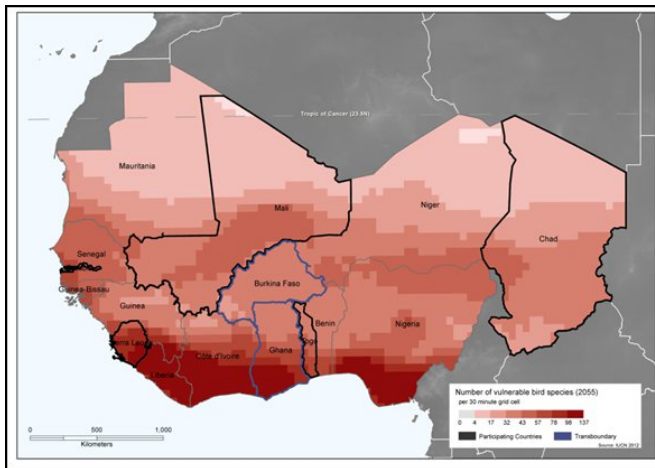 Tropic of Cancer (23.5N)
Mauritania
Mali
Niger
Chad
Senegal
Guinea-Bissau
Burkina Faso
Guinea
Benin
Nigeria
Togo
Sierra Leone
Côte d'Ivoire
Ghana
Liberia
Number of vulnerable bird species (2055)
per 30 minute grid cell
0 4 17 32 43 57 78 98 137
Participating Countries Transboundary
0 500 1,000
Kilometers
Source: IUCN 2013